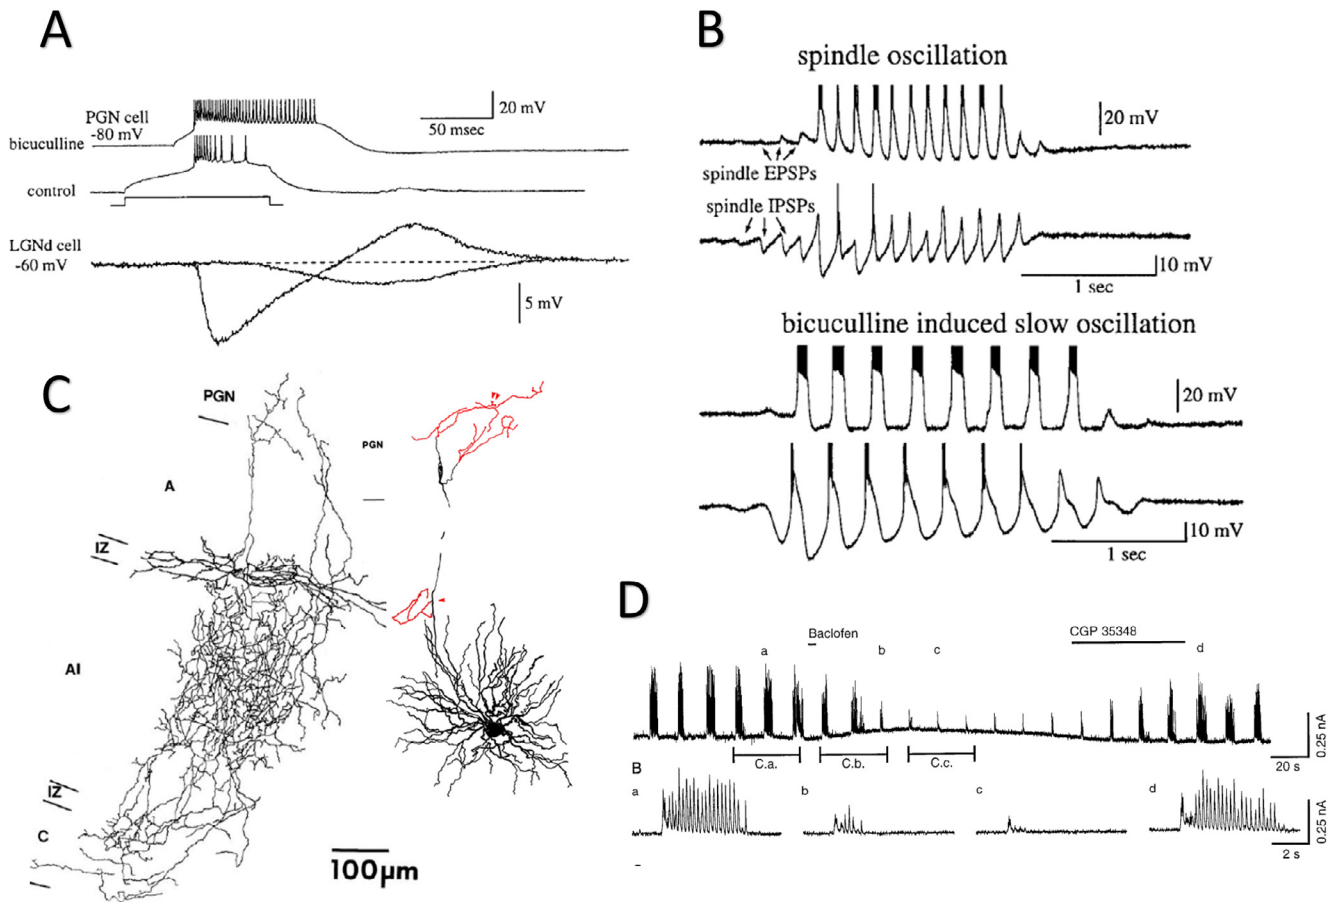 A
PGN cell
-80 mV
bicuculline
20 mV
50 msec
control
LGNd cell
-60 mV
5 mV
B
spindle oscillation
20 mV
spindle EPSPs
spindle IPSPs
10 mV
1 sec
bicuculline induced slow oscillation
20 mV
10 mV
1 sec
C
PGN
A
IZ
AI
IZ
C
PGN
100μm
D
Baclofen
CGP 35348
a
b
c
d
0.25 nA
20 s
C.a.
C.b.
C.c.
B
a
b
c
d
0.25 nA
2 s